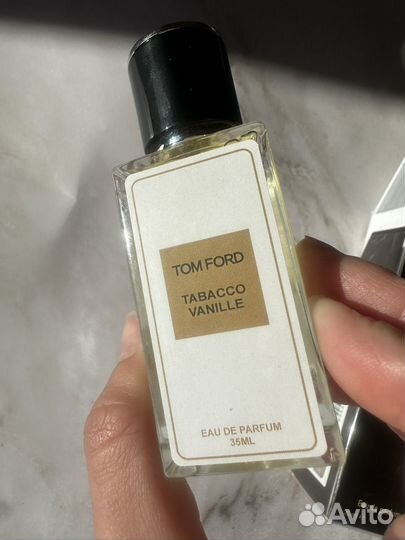 TOM FORD
TABACCO
VANILLE
EAU DE PARFUM
35ML
Avito